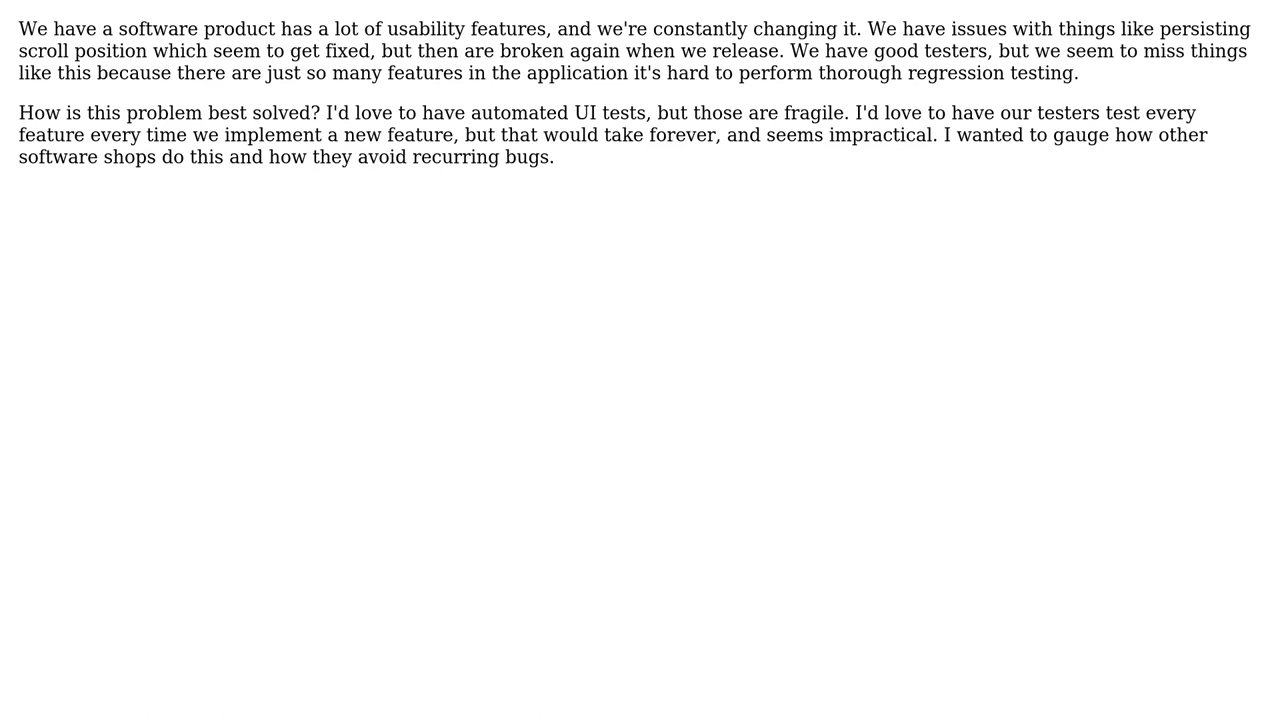 We have a software product has a lot of usability features, and we're constantly changing it. We have issues with things like persisting
scroll position which seem to get fixed, but then are broken again when we release. We have good testers, but we seem to miss things
like this because there are just so many features in the application it's hard to perform thorough regression testing.
How is this problem best solved? I'd love to have automated UI tests, but those are fragile. I'd love to have our testers test every
feature every time we implement a new feature, but that would take forever, and seems impractical. I wanted to gauge how other
software shops do this and how they avoid recurring bugs.